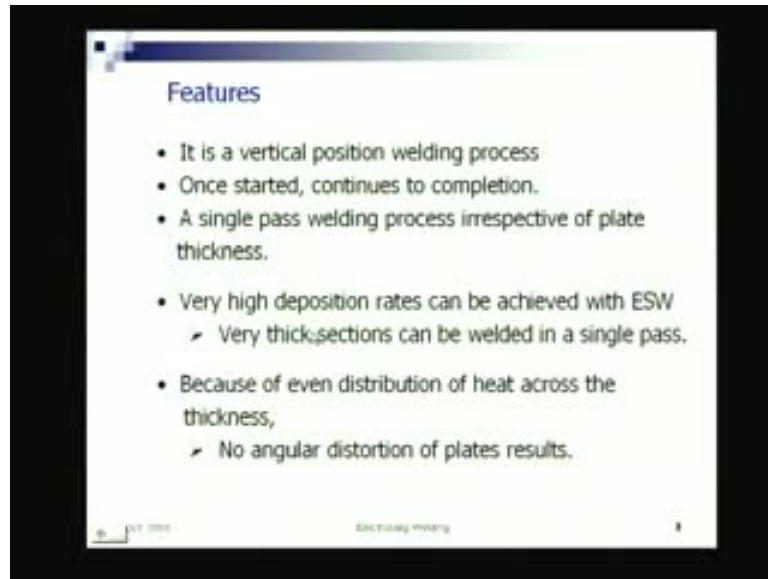 Features
• It is a vertical position welding process
• Once started, continues to completion.
• A single pass welding process irrespective of plate
thickness.
• Very high deposition rates can be achieved with ESW
➢ Very thick sections can be welded in a single pass.
• Because of even distribution of heat across the
thickness,
➢ No angular distortion of plates results.
Electroslag Welding